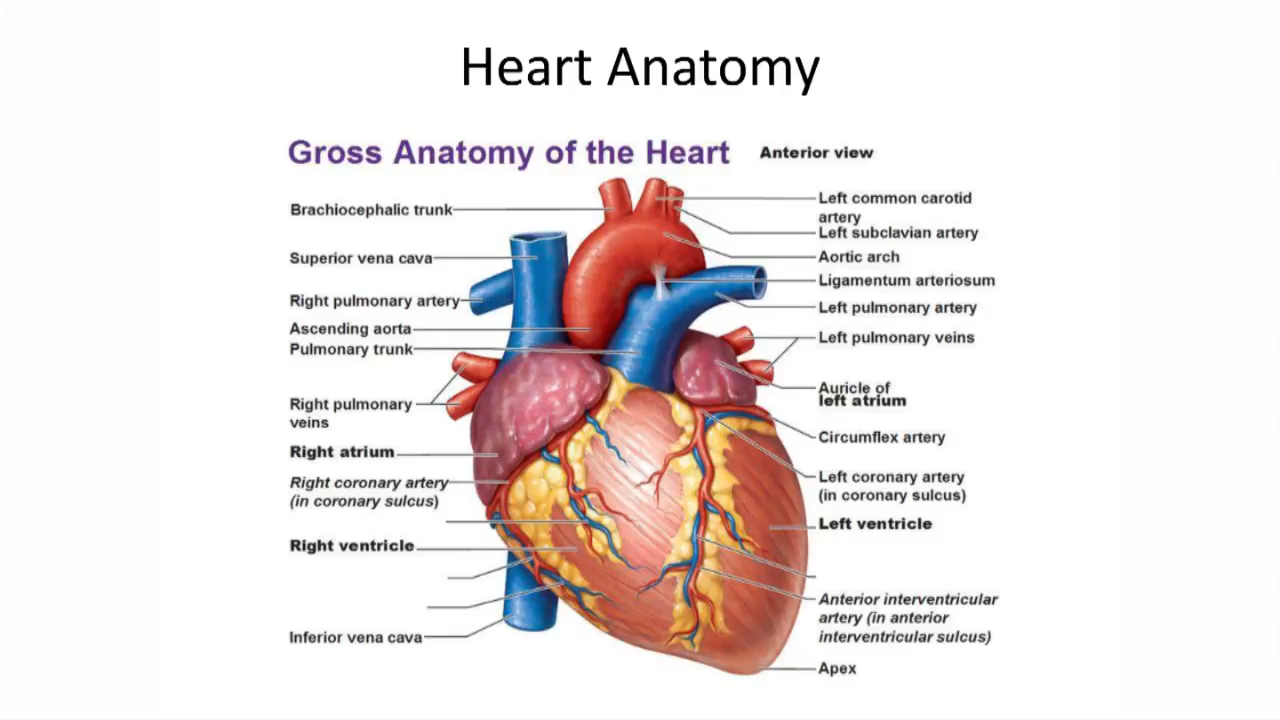 Heart Anatomy
Gross Anatomy of the Heart
Anterior view
Brachiocephalic trunk
Superior vena cava
Right pulmonary artery
Ascending aorta
Pulmonary trunk
Right pulmonary
veins
Right atrium
Right coronary artery
(in coronary sulcus)
Right ventricle
Inferior vena cava
Left common carotid
artery
Left subclavian artery
Aortic arch
Ligamentum arteriosum
Left pulmonary artery
Left pulmonary veins
Auricle of
left atrium
Circumflex artery
Left coronary artery
(in coronary sulcus)
Left ventricle
Anterior interventricular
artery (in anterior
interventricular sulcus)
Apex